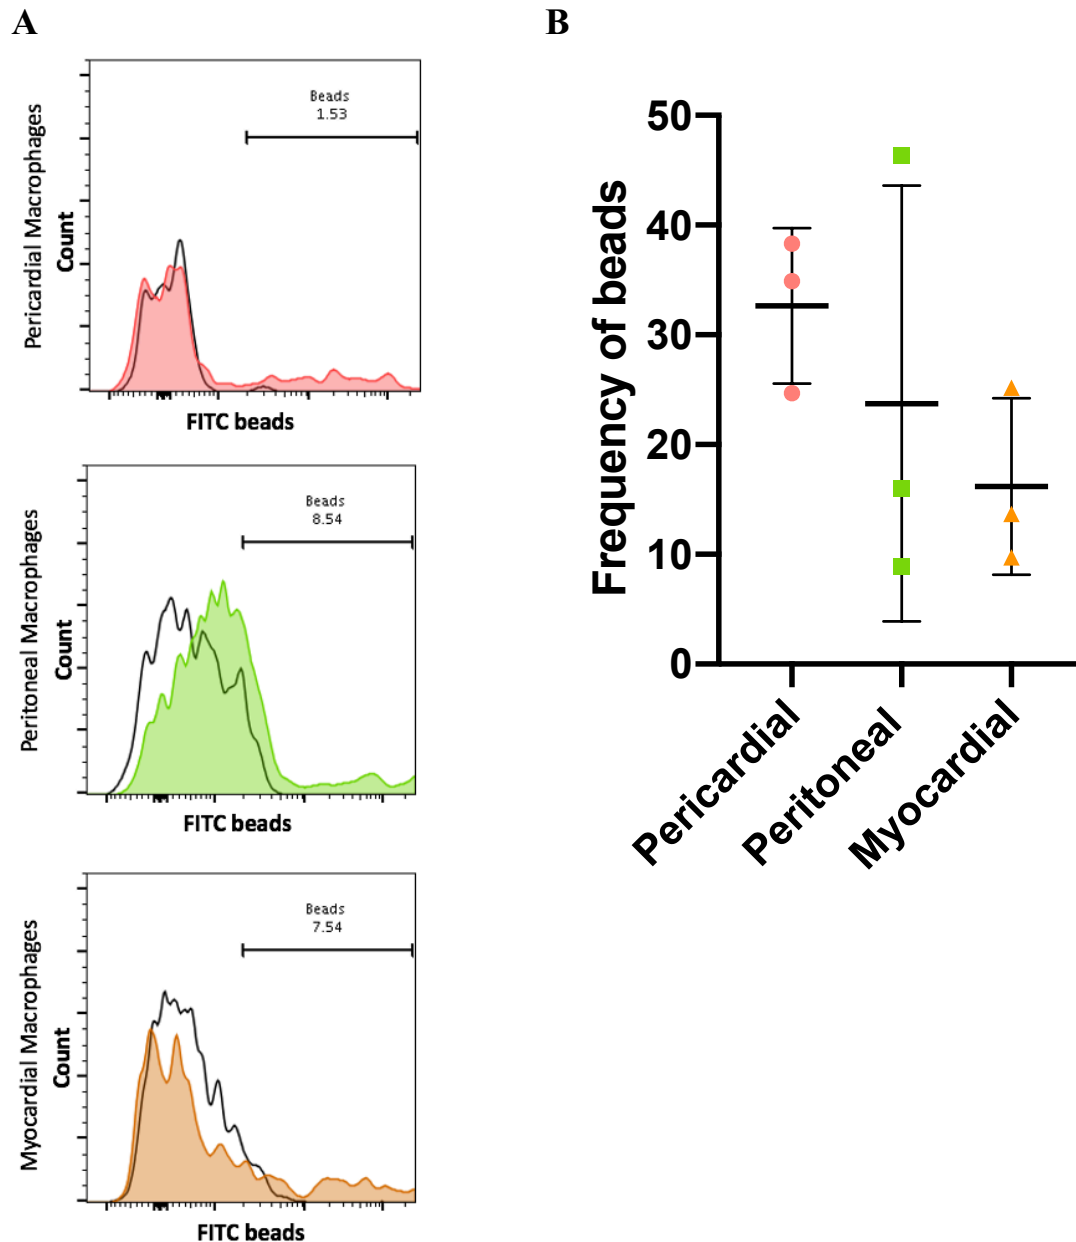 A
Pericardial Macrophages
Count
Beads
1.53
FITC beads
Peritoneal Macrophages
Count
Beads
8.54
FITC beads
Myocardial Macrophages
Count
Beads
7.54
FITC beads
B
Frequency of beads
50
40
30
20
10
0
Pericardial
Peritoneal
Myocardial